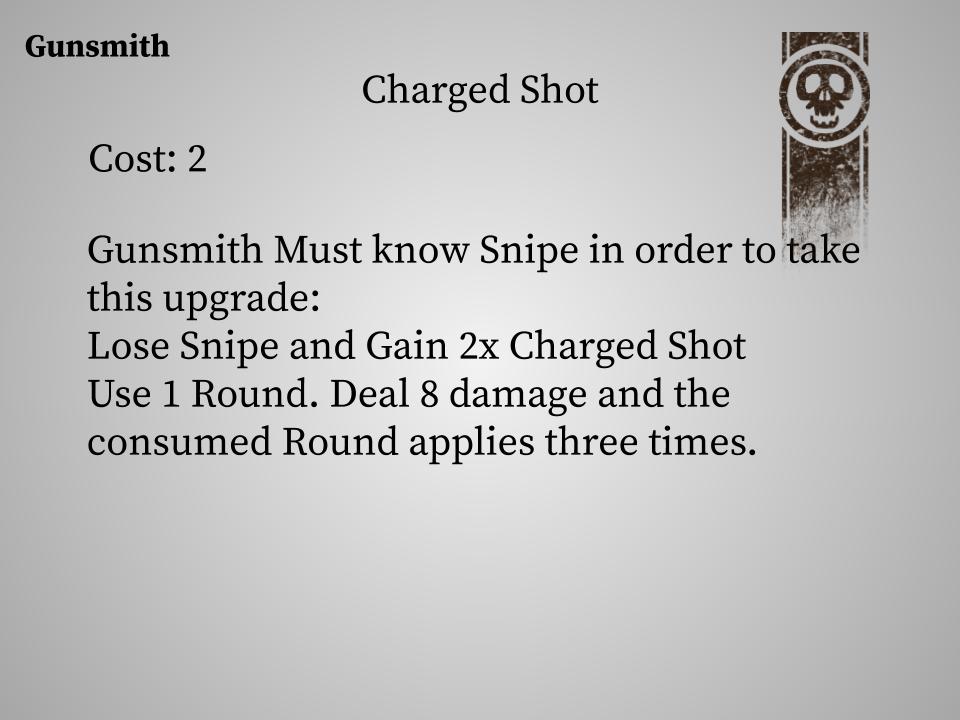 Gunsmith
Charged Shot
Cost: 2
Gunsmith Must know Snipe in order to take
this upgrade:
Lose Snipe and Gain 2x Charged Shot
Use 1 Round. Deal 8 damage and the
consumed Round applies three times.